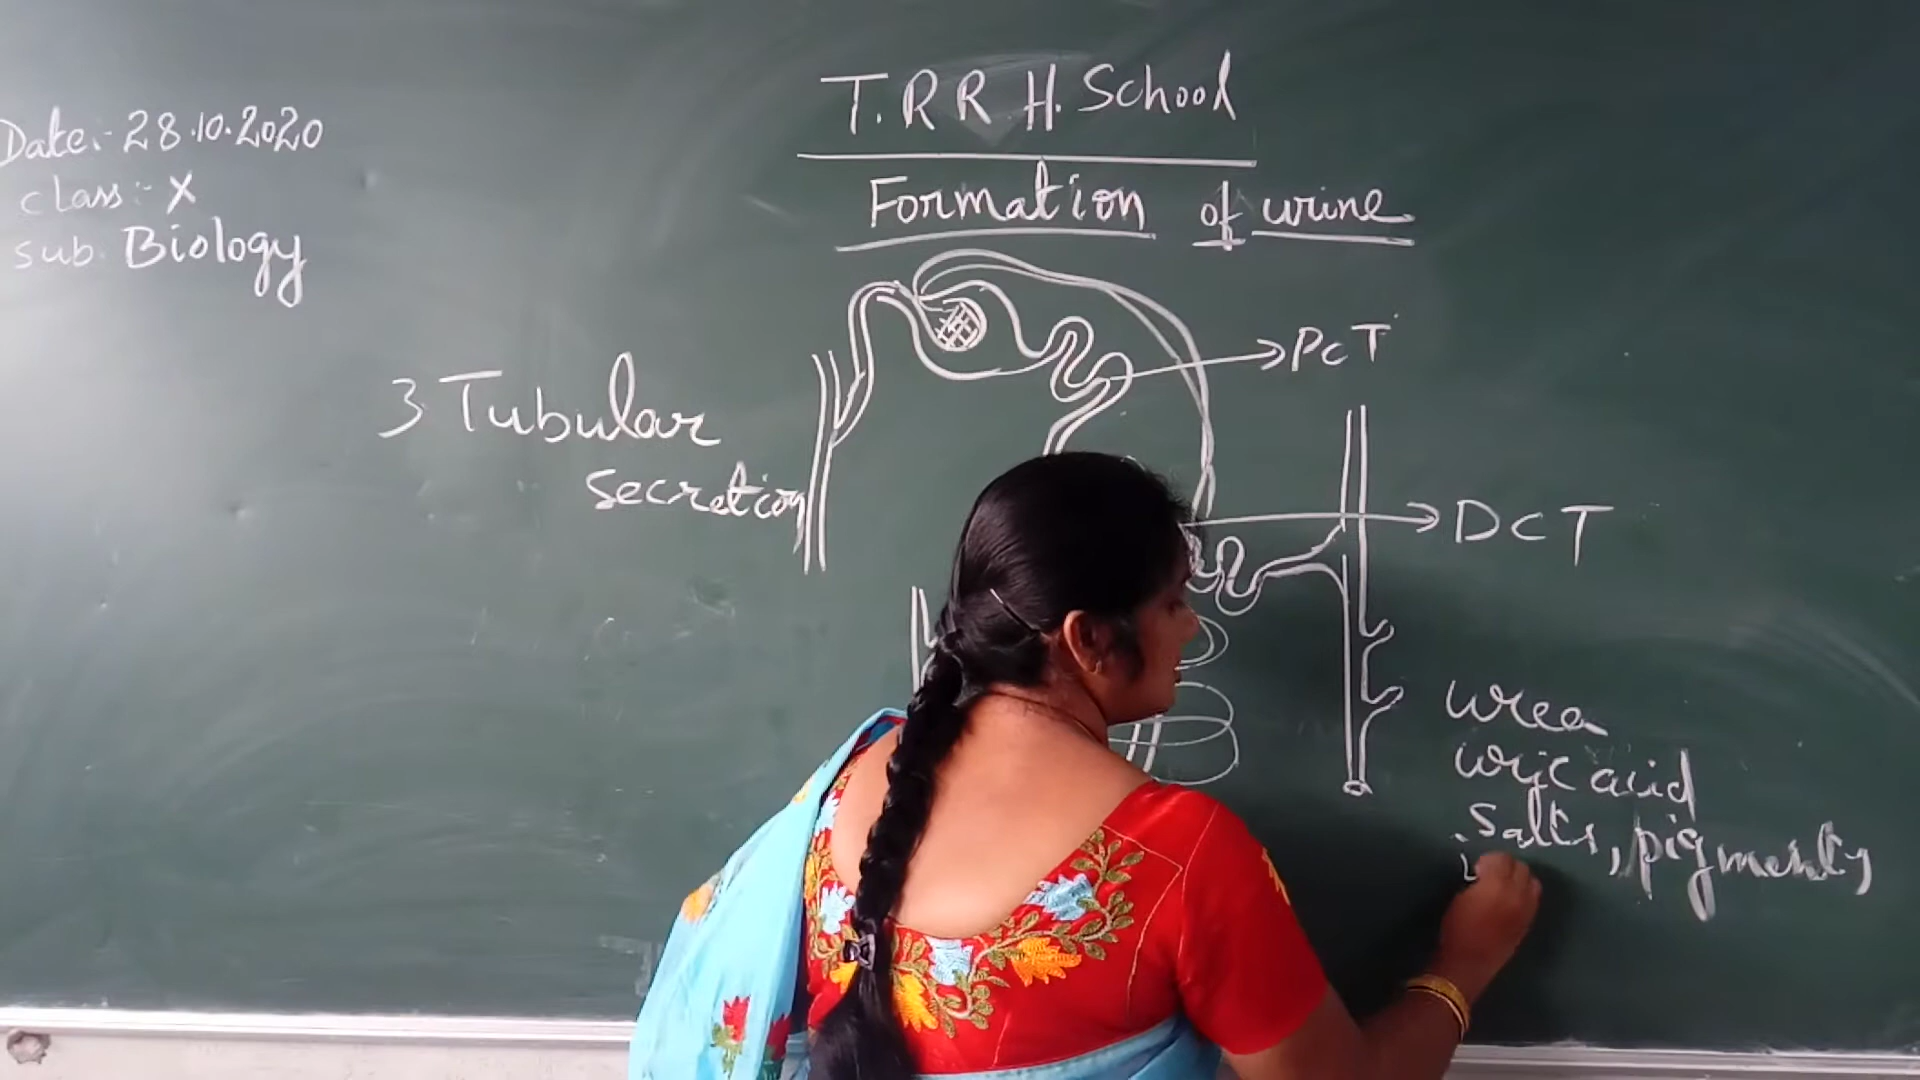 T. R R H. School
Date:- 28.10.2020
class:- X
sub. Biology
Formation of urine
3 Tubular
secretion
PCT
DCT
urea
uric acid
salts, pigments